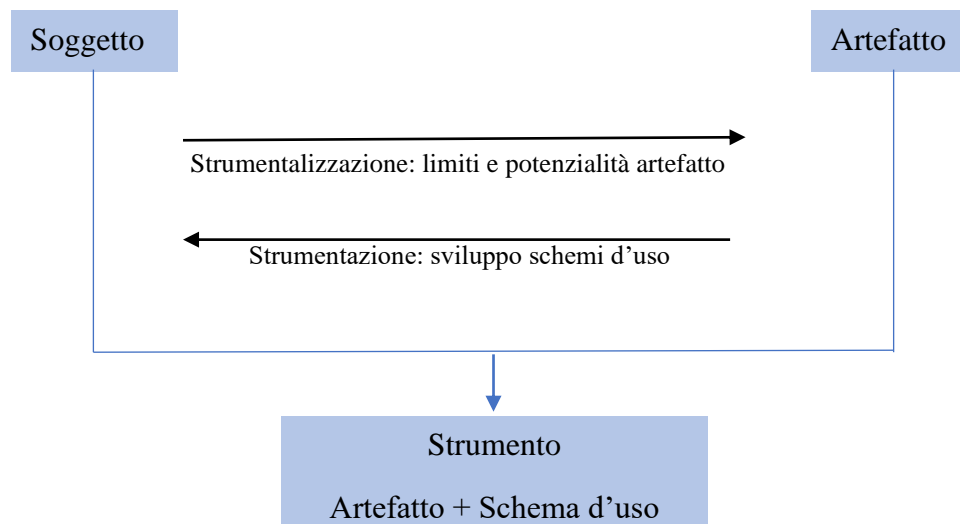 Soggetto
Artefatto
Strumentalizzazione: limiti e potenzialità artefatto
Strumentazione: sviluppo schemi d’uso
Strumento
Artefatto + Schema d’uso